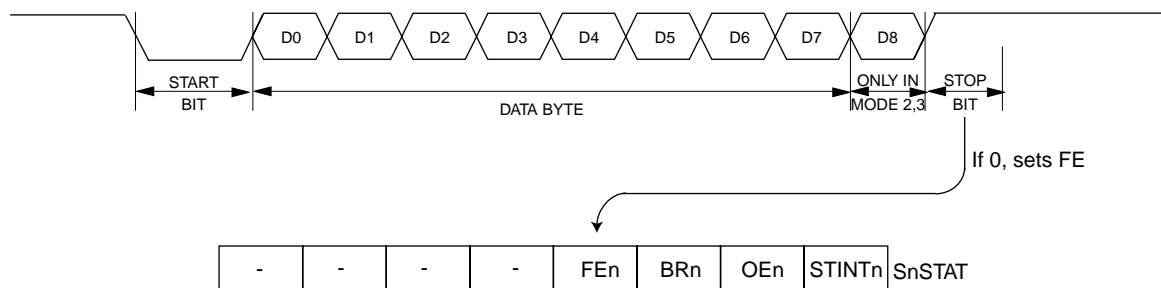 D0 D1 D2 D3 D4 D5 D6 D7 D8
START
BIT
DATA BYTE
ONLY IN
MODE 2,3
STOP
BIT
If 0, sets FE
- - - - FEn BRn OEn STINTn SnSTAT